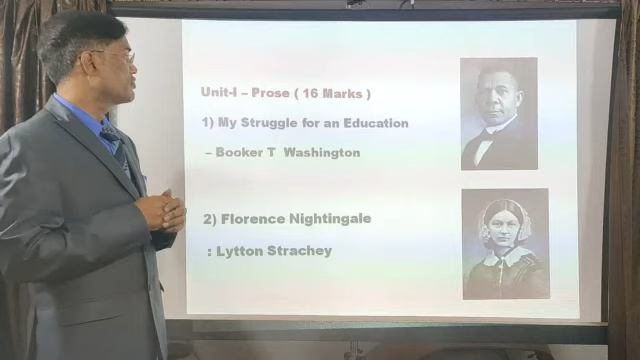 Unit-I – Prose ( 16 Marks )
1) My Struggle for an Education
– Booker T Washington
2) Florence Nightingale
: Lytton Strachey